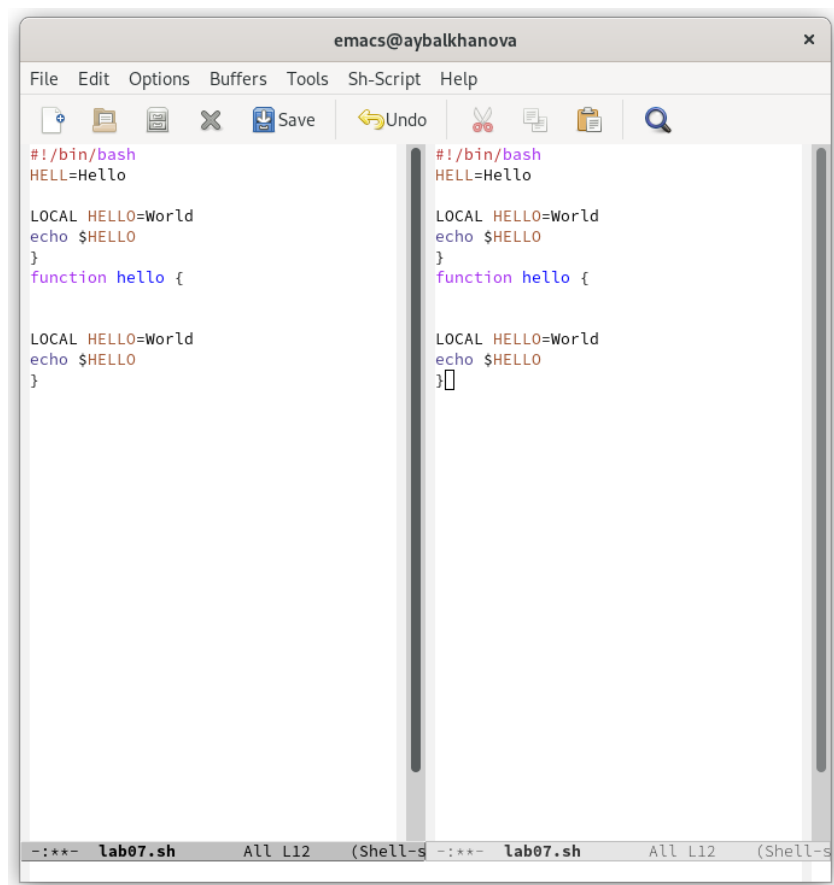 emacs@aybalkhanova ×
File Edit Options Buffers Tools Sh-Script Help
Save Undo
#!/bin/bash
HELL=Hello
LOCAL HELLO=World
echo $HELLO
}
function hello {
LOCAL HELLO=World
echo $HELLO
}
#!/bin/bash
HELL=Hello
LOCAL HELLO=World
echo $HELLO
}
function hello {
LOCAL HELLO=World
echo $HELLO
}
-:**- lab07.sh All L12 (Shell-s
-:**- lab07.sh All L12 (Shell-s